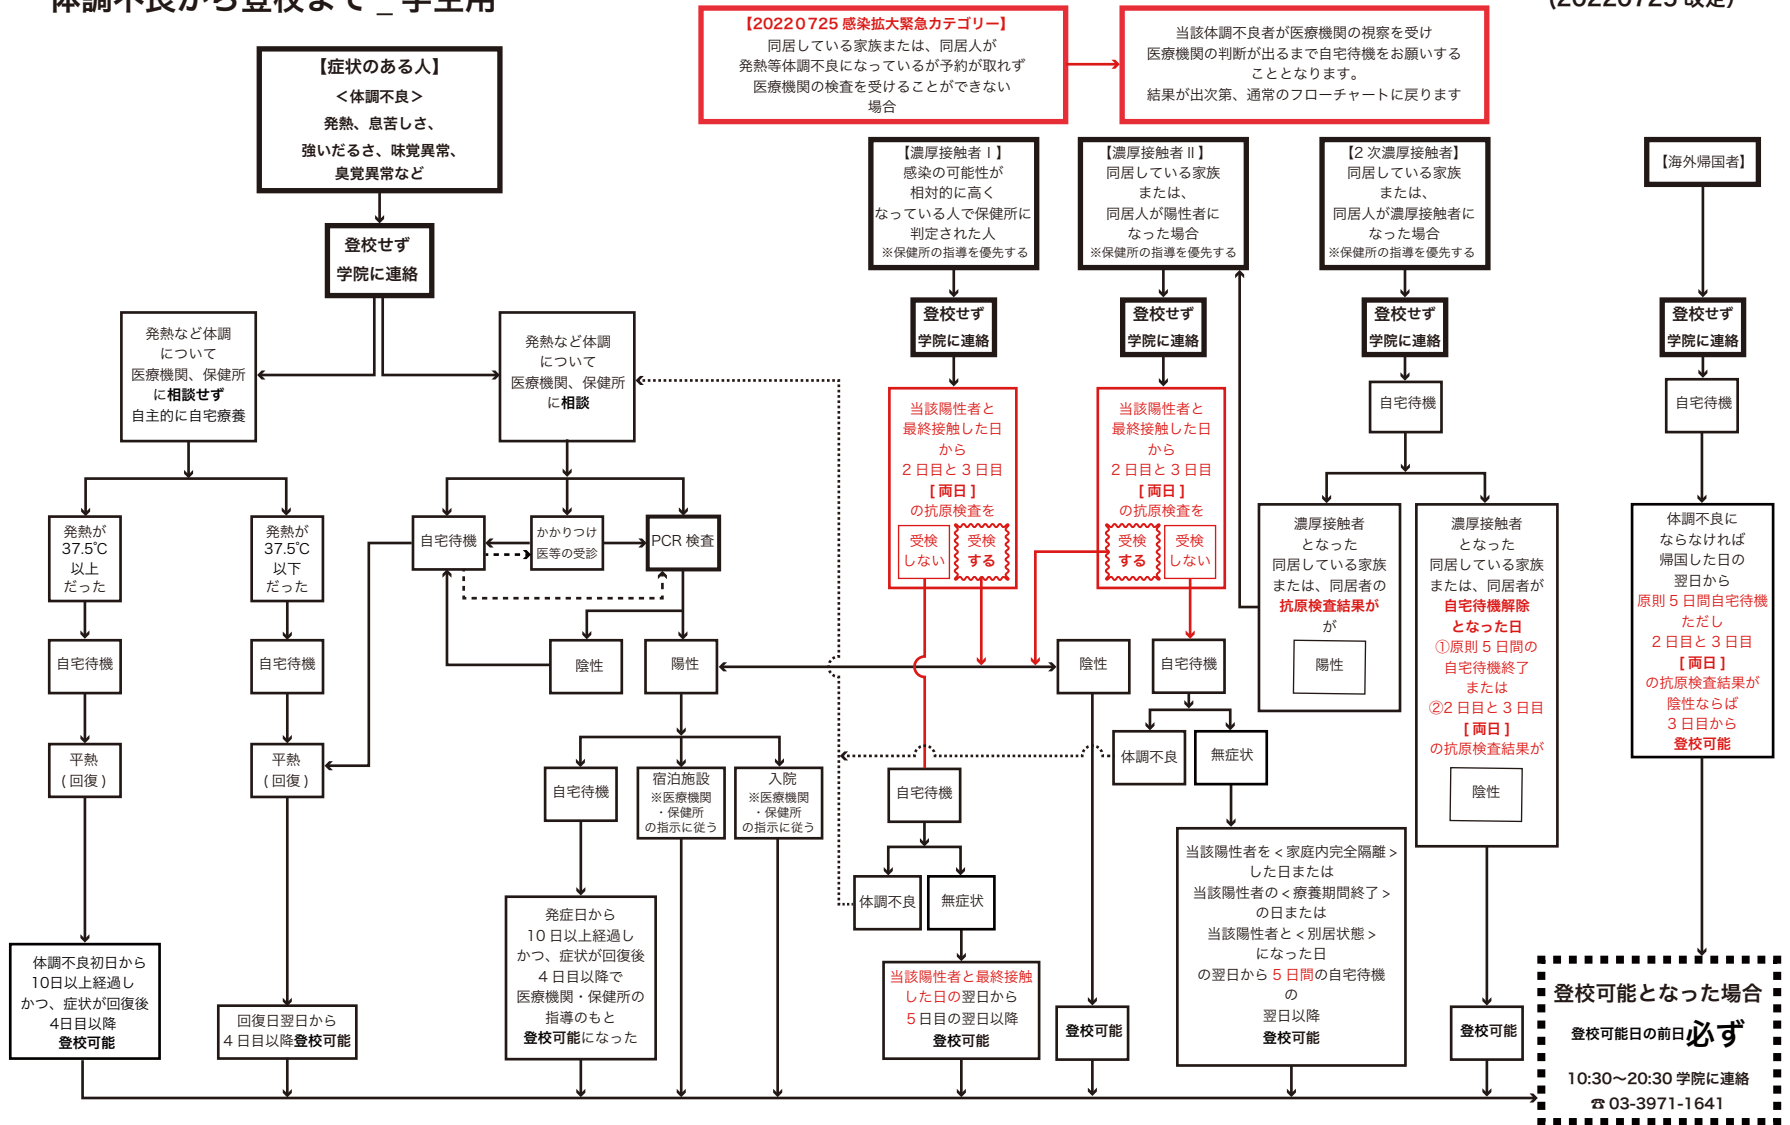 体調不良から登校まで _ 学生用
(20220725 改定)
【20220725 感染拡大緊急カテゴリー】
同居している家族または、同居人が
発熱等体調不良になっているが予約が取れず
医療機関の検査を受けることができない
場合
当該体調不良者が医療機関の視察を受け
医療機関の判断が出るまで自宅待機をお願いする
こととなります。
結果が出次第、通常のフローチャートに戻ります
【症状のある人】
＜体調不良＞
発熱、息苦しさ、
強いだるさ、味覚異常、
臭覚異常など
登校せず
学院に連絡
発熱など体調
について
医療機関、保健所
に相談せず
自主的に自宅療養
発熱など体調
について
医療機関、保健所
に相談
発熱が
37.5℃
以上
だった
発熱が
37.5℃
以下
だった
自宅待機
かかりつけ
医等の受診
PCR 検査
自宅待機
自宅待機
陰性
陽性
平熱
( 回復 )
平熱
( 回復 )
自宅待機
宿泊施設
※医療機関
・保健所
の指示に従う
入院
※医療機関
・保健所
の指示に従う
体調不良初日から
10日以上経過し
かつ、症状が回復後
4日目以降
登校可能
回復日翌日から
4 日目以降登校可能
発症日から
10 日以上経過し
かつ、症状が回復後
4 日目以降で
医療機関・保健所の
指導のもと
登校可能になった
【濃厚接触者Ⅰ】
感染の可能性が
相対的に高く
なっている人で保健所に
判定された人
※保健所の指導を優先する
登校せず
学院に連絡
当該陽性者と
最終接触した日
から
2 日目と 3 日目
[ 両日 ]
の抗原検査を
受検
しない
受検
する
自宅待機
体調不良
無症状
当該陽性者と最終接触
した日の翌日から
5 日目の翌日以降
登校可能
【濃厚接触者Ⅱ】
同居している家族
または、
同居人が陽性者に
なった場合
※保健所の指導を優先する
登校せず
学院に連絡
当該陽性者と
最終接触した日
から
2 日目と 3 日目
[ 両日 ]
の抗原検査を
受検
する
受検
しない
陰性
自宅待機
体調不良
無症状
登校可能
当該陽性者を < 家庭内完全隔離 >
した日または
当該陽性者の < 療養期間終了 >
の日または
当該陽性者と < 別居状態 >
になった日
の翌日から 5 日間の自宅待機
の
翌日以降
登校可能
【2 次濃厚接触者】
同居している家族
または、
同居人が濃厚接触者に
なった場合
※保健所の指導を優先する
登校せず
学院に連絡
自宅待機
濃厚接触者
となった
同居している家族
または、同居者の
抗原検査結果が
が
陽性
濃厚接触者
となった
同居している家族
または、同居者が
自宅待機解除
となった日
①原則 5 日間の
自宅待機終了
または
②2 日目と 3 日目
[ 両日 ]
の抗原検査結果が
陰性
登校可能
【海外帰国者】
登校せず
学院に連絡
自宅待機
体調不良に
ならなければ
帰国した日の
翌日から
原則 5 日間自宅待機
ただし
2 日目と 3 日目
[ 両日 ]
の抗原検査結果が
陰性ならば
3 日目から
登校可能
登校可能となった場合
登校可能日の前日必ず
10:30〜20:30 学院に連絡
☎ 03-3971-1641